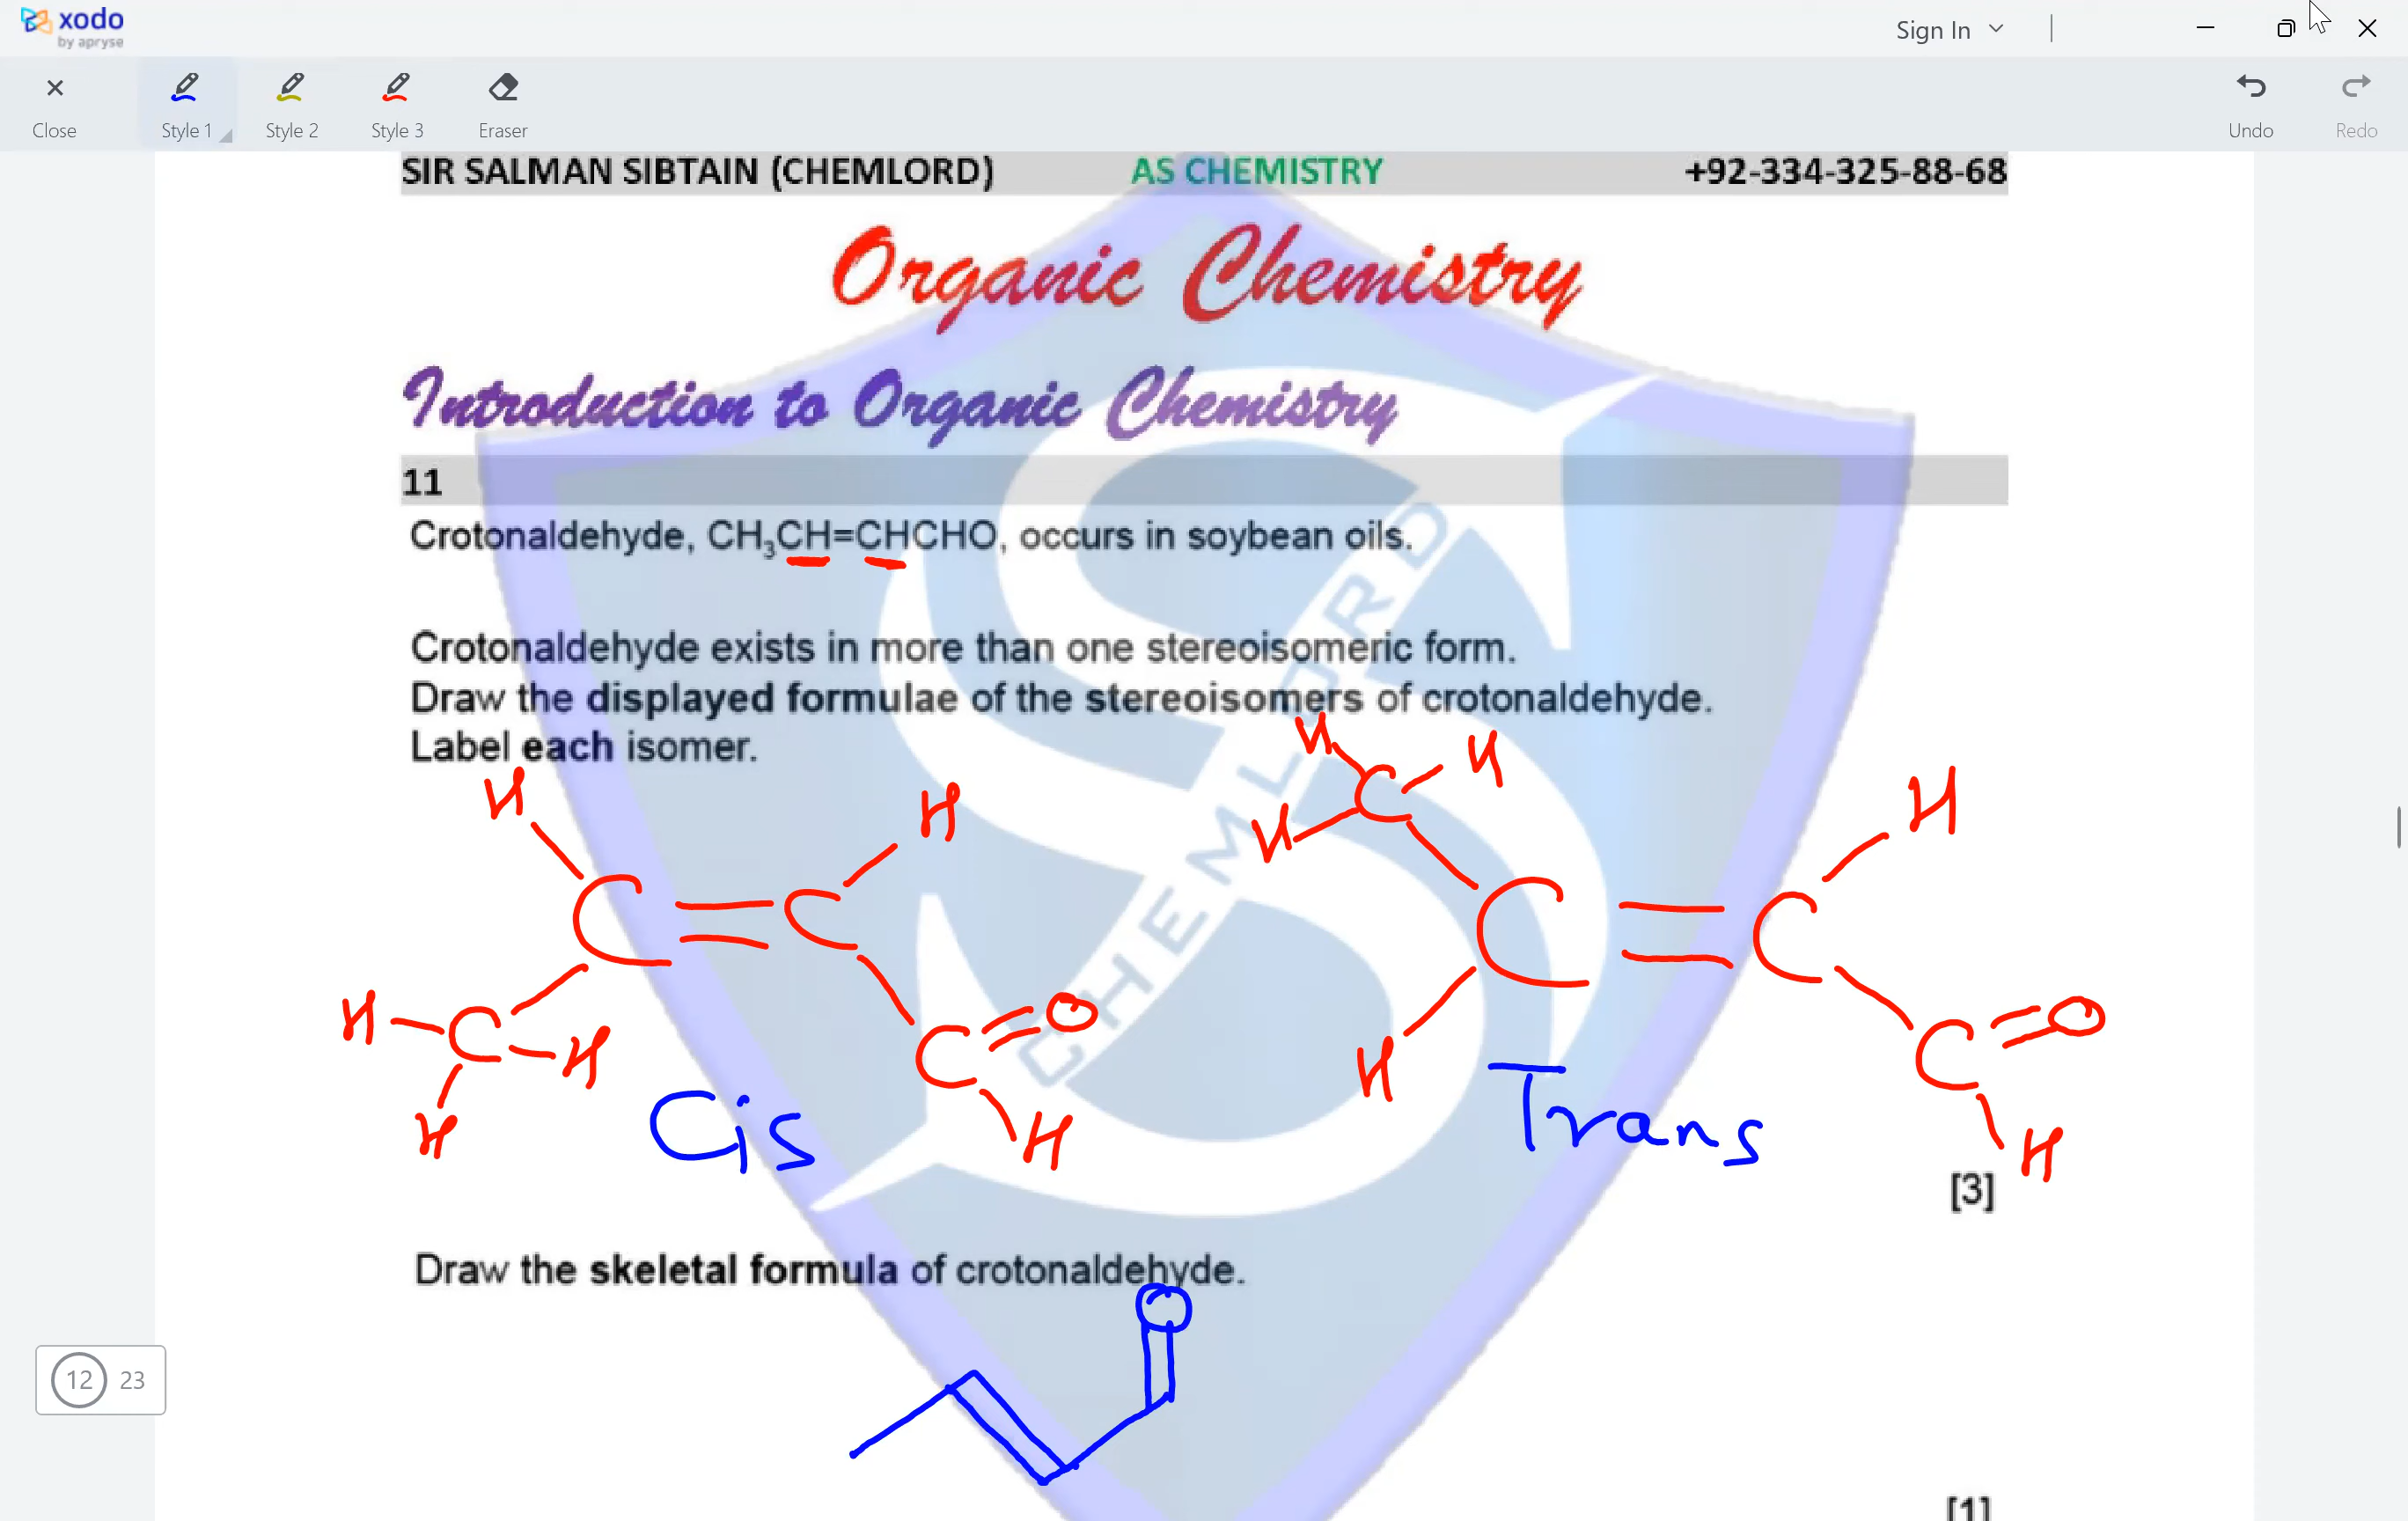 xodo
by apryse
Sign In
Close
Style 1
Style 2
Style 3
Eraser
Undo
Redo
SIR SALMAN SIBTAIN (CHEMLORD) AS CHEMISTRY +92-334-325-88-68
Organic Chemistry
Introduction to Organic Chemistry
11
Crotonaldehyde, CH₃CH=CHCHO, occurs in soybean oils.
Crotonaldehyde exists in more than one stereoisomeric form.
Draw the displayed formulae of the stereoisomers of crotonaldehyde.
Label each isomer.
H H H H H H
C
C = C C = C
H C H C O H C O
H H H
Cis Trans
[3]
Draw the skeletal formula of crotonaldehyde.
O
12 23
[1]
CHEMLORD